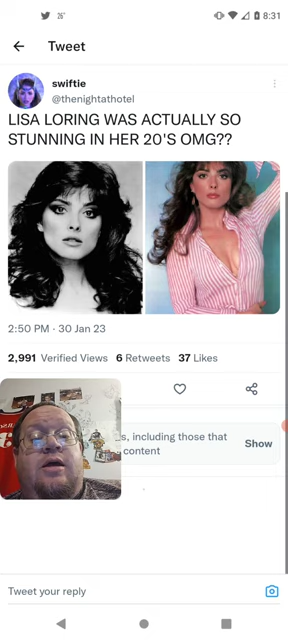 26°
8:31
Tweet
swiftie
@thenightathotel
LISA LORING WAS ACTUALLY SO
STUNNING IN HER 20'S OMG??
2:50 PM · 30 Jan 23
2,991 Verified Views 6 Retweets 37 Likes
s, including those that
content
Show
Tweet your reply